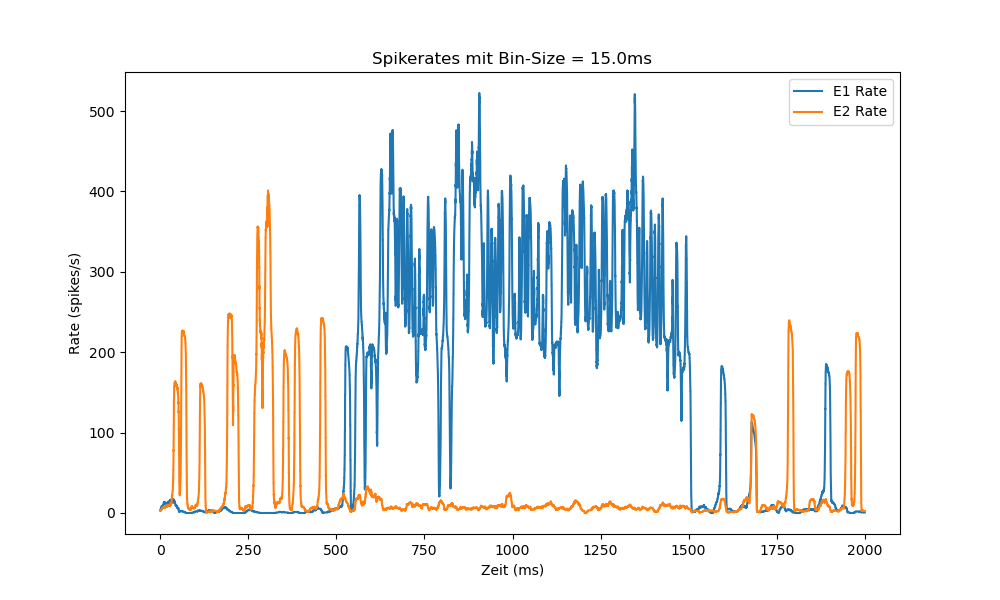 Spikerates mit Bin-Size = 15.0ms
E1 Rate
E2 Rate
Rate (spikes/s)
500
400
300
200
100
0
0 250 500 750 1000 1250 1500 1750 2000
Zeit (ms)